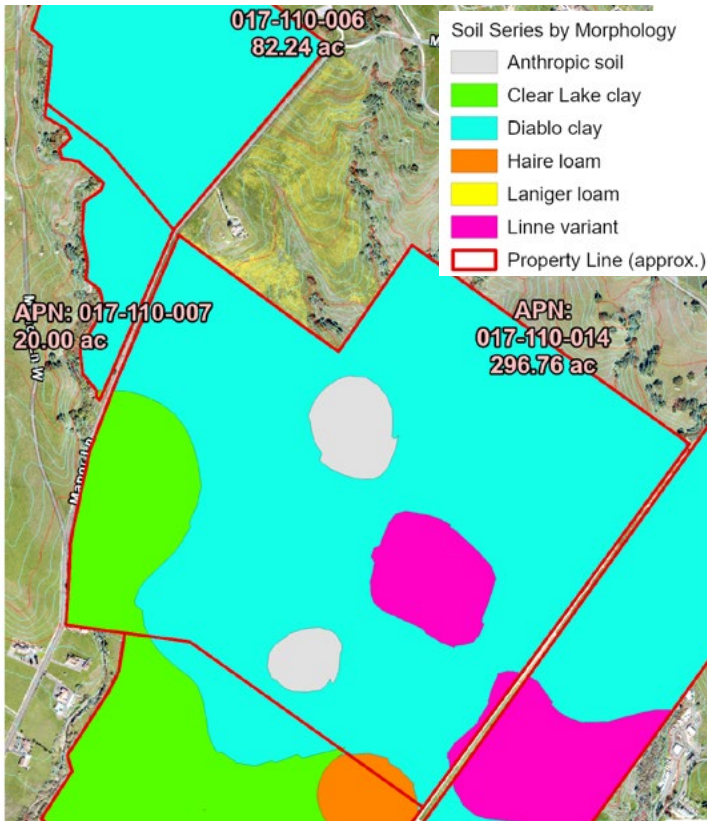 017-110-006
82.24 ac
Soil Series by Morphology
Anthropic soil
Clear Lake clay
Diablo clay
Haire loam
Laniger loam
Linne variant
Property Line (approx.)
APN: 017-110-007
20.00 ac
APN:
017-110-014
296.76 ac